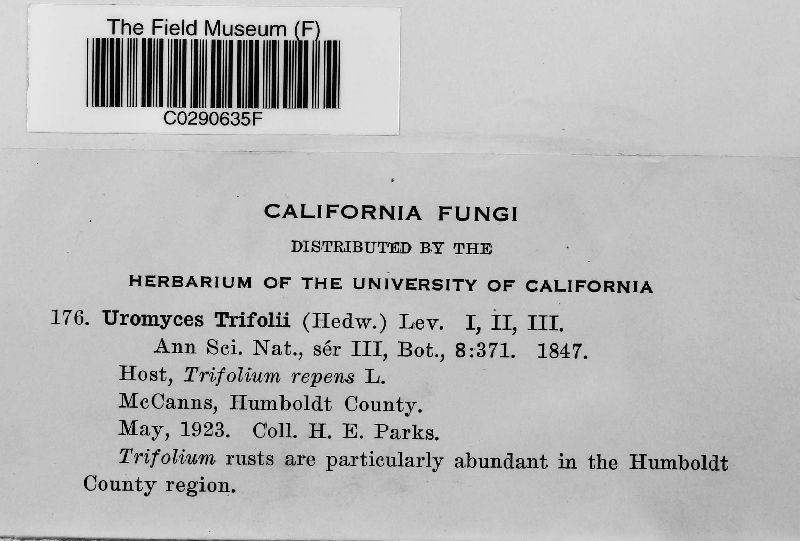 The Field Museum (F)
C0290635F
CALIFORNIA FUNGI
DISTRIBUTED BY THE
HERBARIUM OF THE UNIVERSITY OF CALIFORNIA
176. Uromyces Trifolii (Hedw.) Lev. I, II, III.
Ann Sci. Nat., sér III, Bot., 8:371. 1847.
Host, Trifolium repens L.
McCanns, Humboldt County.
May, 1923. Coll. H. E. Parks.
Trifolium rusts are particularly abundant in the Humboldt
County region.